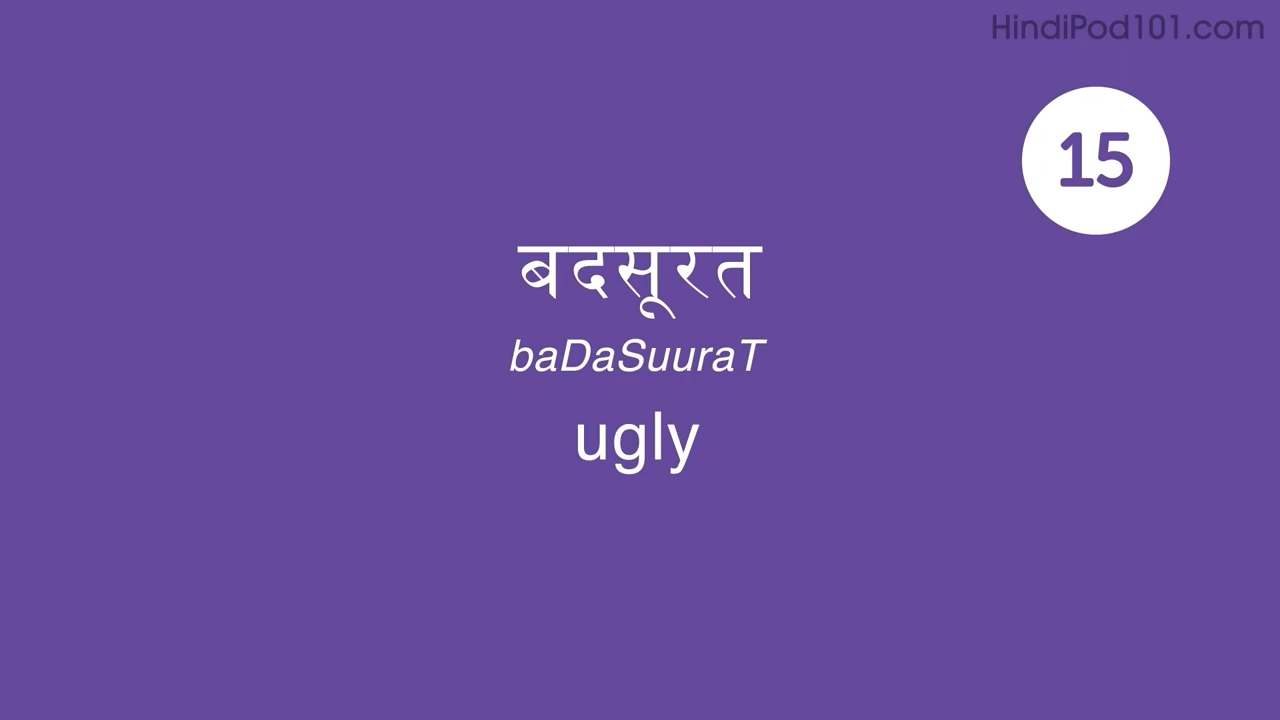 HindiPod101.com
15
बदसूरत
baDaSuuraT
ugly